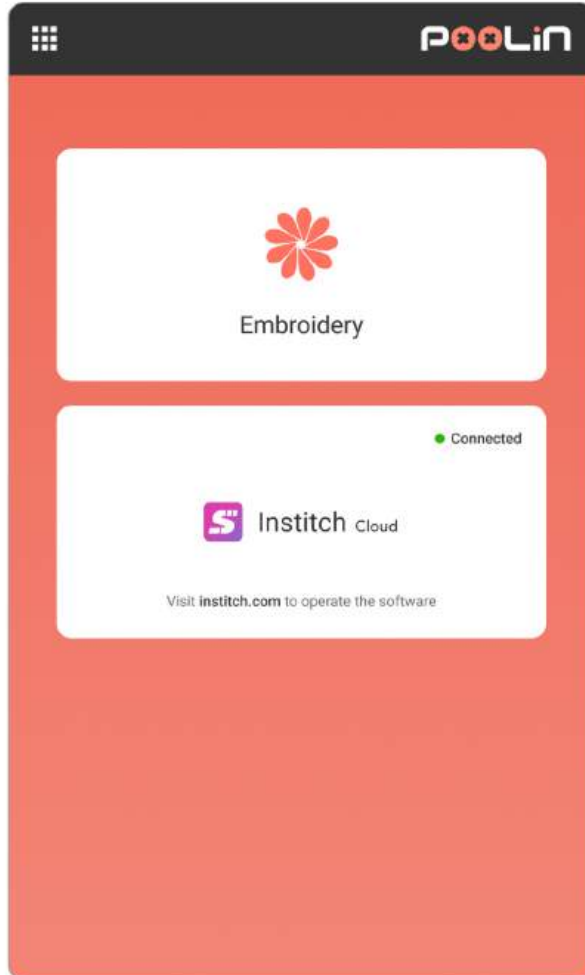 POOLiN
Embroidery
Connected
Institch Cloud
Visit institch.com to operate the software